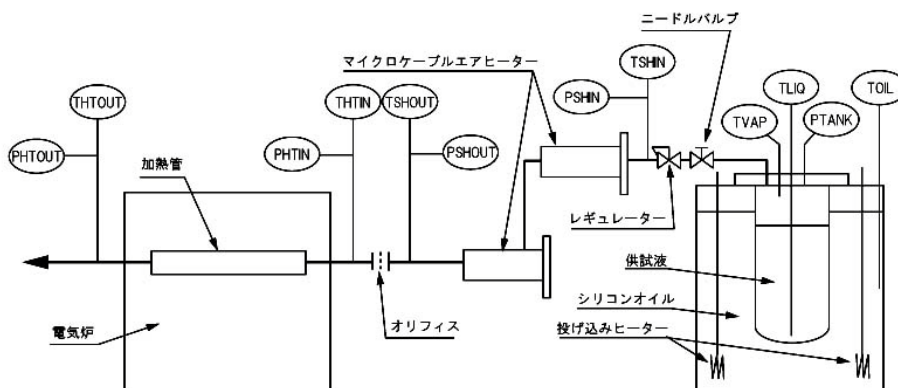 ニードルバルブ
マイクロケーブルエアヒーター
TSHIN
TLIQ
TOIL
THTOUT
THTIN
TSHOUT
PSHIN
TVAP
PTANK
PHTOUT
加熱管
PHTIN
PSHOUT
レギュレーター
供試液
シリコンオイル
オリフィス
投げ込みヒーター
電気炉